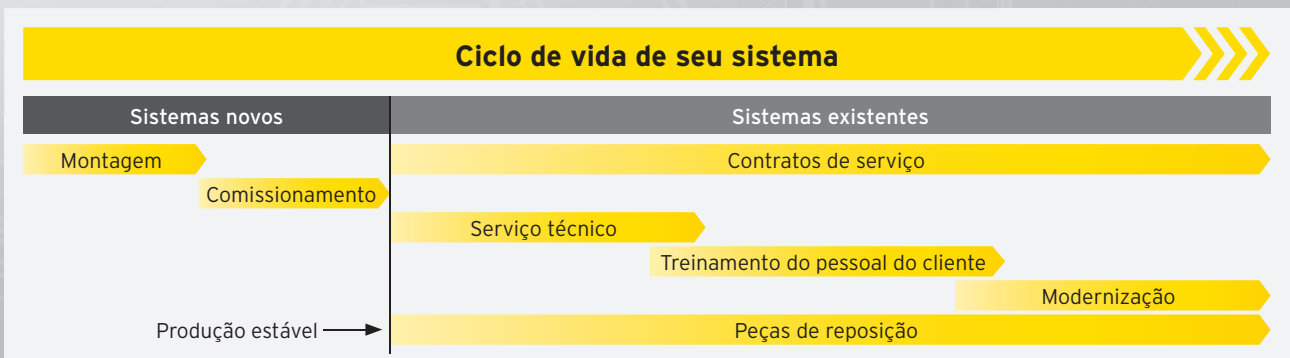 Ciclo de vida de seu sistema
Sistemas novos
Sistemas existentes
Montagem
Contratos de serviço
Comissionamento
Serviço técnico
Treinamento do pessoal do cliente
Modernização
Produção estável
Peças de reposição